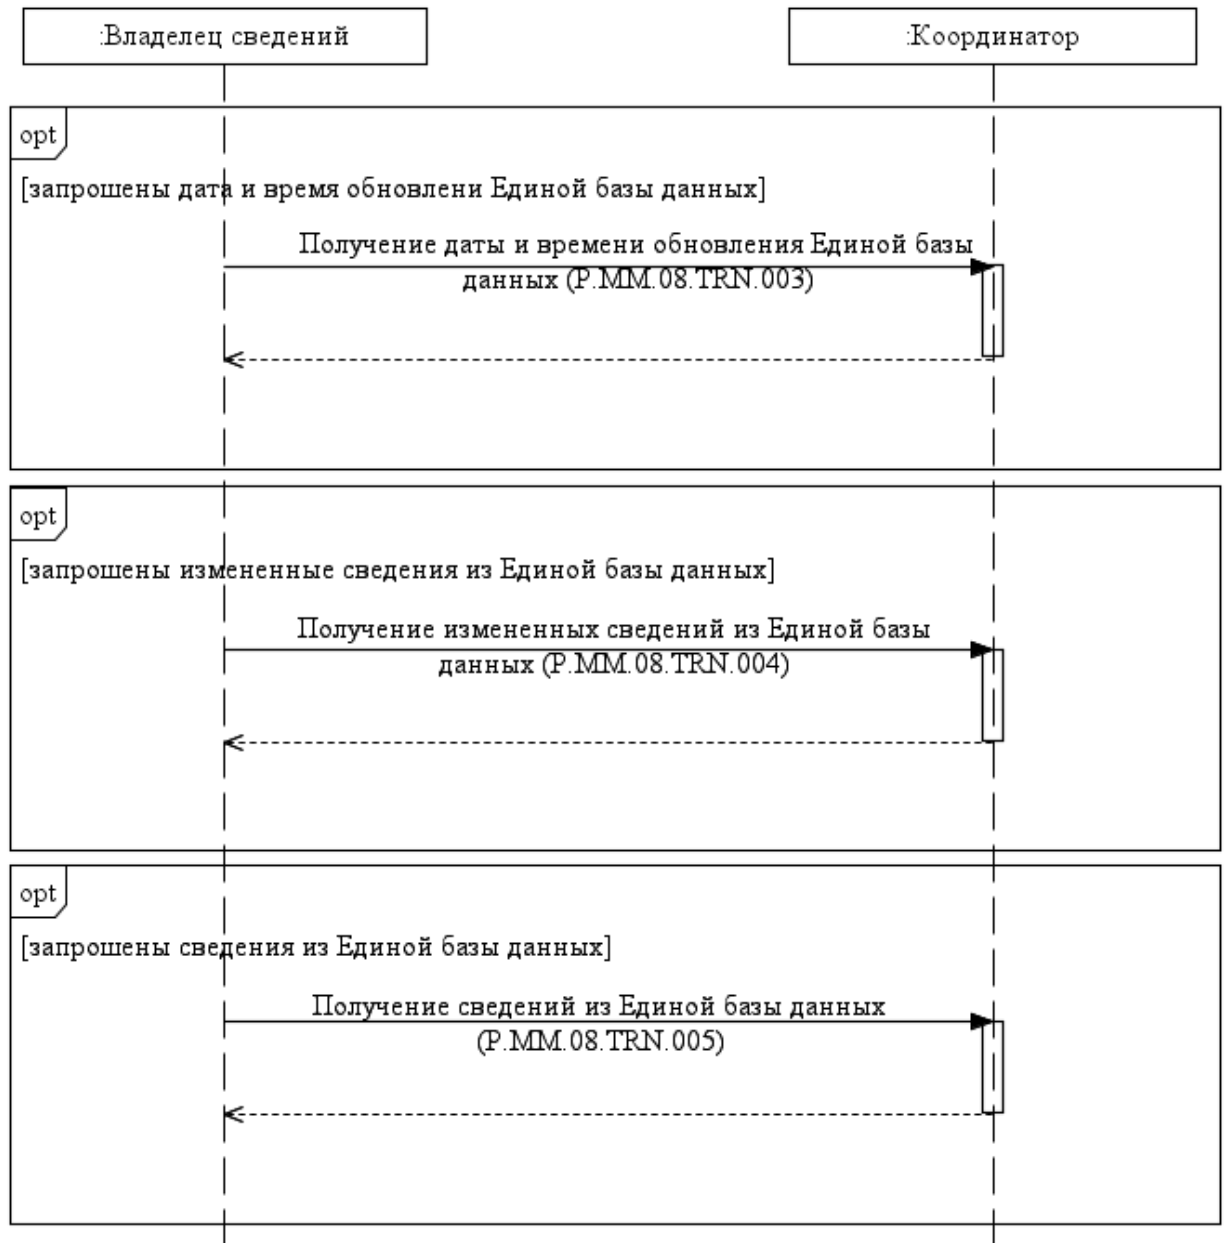 :Владелец сведений
:Координатор
opt
[запрошены дата и время обновлени Единой базы данных]
Получение даты и времени обновления Единой базы
данных (P.MM.08.TRN.003)
opt
[запрошены измененные сведения из Единой базы данных]
Получение измененных сведений из Единой базы
данных (P.MM.08.TRN.004)
opt
[запрошены сведения из Единой базы данных]
Получение сведений из Единой базы данных
(P.MM.08.TRN.005)